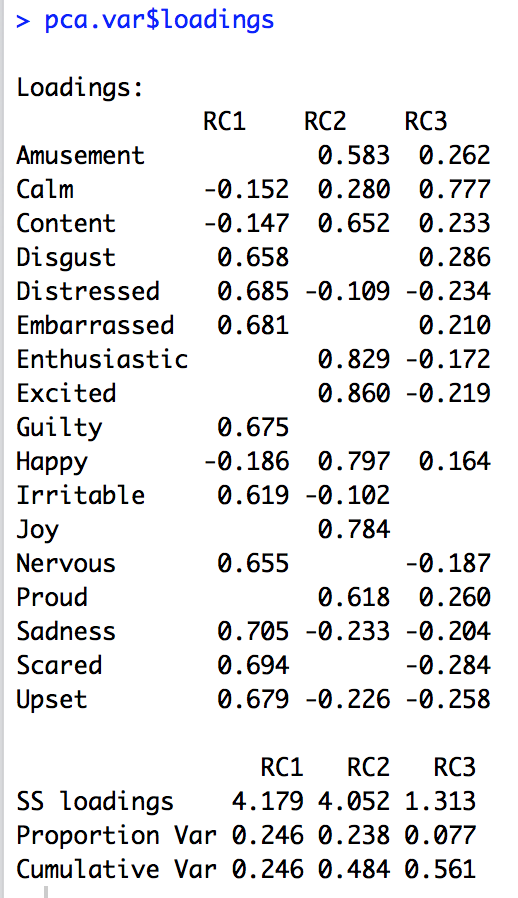 > pca.var$loadings
Loadings:
RC1 RC2 RC3
Amusement 0.583 0.262
Calm -0.152 0.280 0.777
Content -0.147 0.652 0.233
Disgust 0.658 0.286
Distressed 0.685 -0.109 -0.234
Embarrassed 0.681 0.210
Enthusiastic 0.829 -0.172
Excited 0.860 -0.219
Guilty 0.675
Happy -0.186 0.797 0.164
Irritable 0.619 -0.102
Joy 0.784
Nervous 0.655 -0.187
Proud 0.618 0.260
Sadness 0.705 -0.233 -0.204
Scared 0.694 -0.284
Upset 0.679 -0.226 -0.258
RC1 RC2 RC3
SS loadings 4.179 4.052 1.313
Proportion Var 0.246 0.238 0.077
Cumulative Var 0.246 0.484 0.561